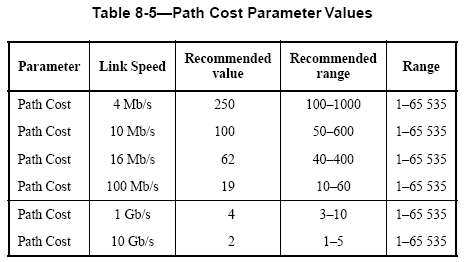 Table 8-5—Path Cost Parameter Values
Parameter Link Speed Recommended value Recommended range Range
Path Cost 4 Mb/s 250 100–1000 1–65 535
Path Cost 10 Mb/s 100 50–600 1–65 535
Path Cost 16 Mb/s 62 40–400 1–65 535
Path Cost 100 Mb/s 19 10–60 1–65 535
Path Cost 1 Gb/s 4 3–10 1–65 535
Path Cost 10 Gb/s 2 1–5 1–65 535